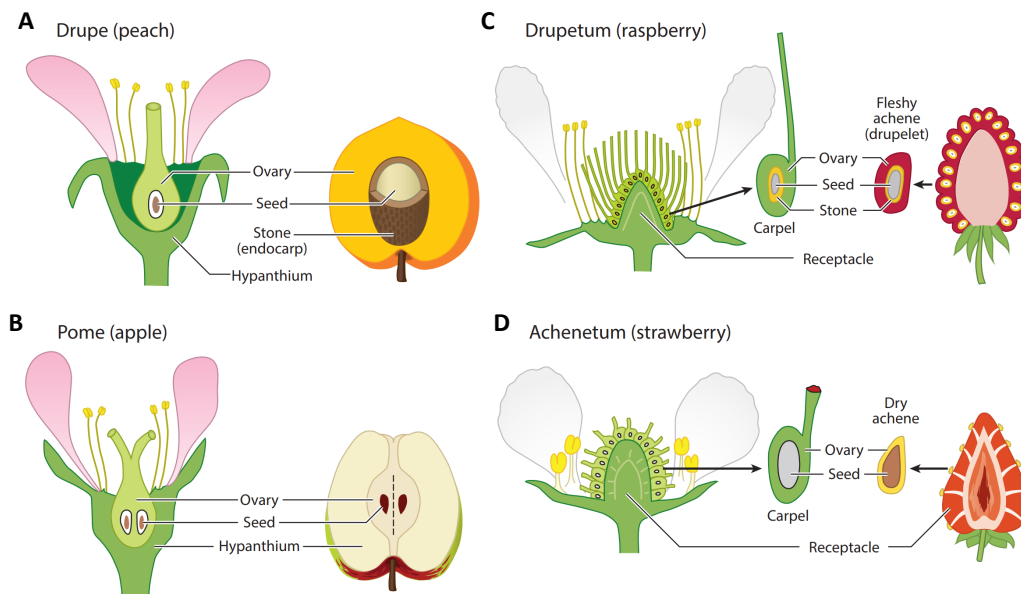 A
Drupe (peach)
Ovary
Seed
Stone
(endocarp)
Hypanthium
B
Pome (apple)
Ovary
Seed
Hypanthium
C
Drupetum (raspberry)
Fleshy
achene
(drupelet)
Ovary
Seed
Stone
Carpel
Receptacle
D
Achenetum (strawberry)
Dry
achene
Ovary
Seed
Carpel
Receptacle